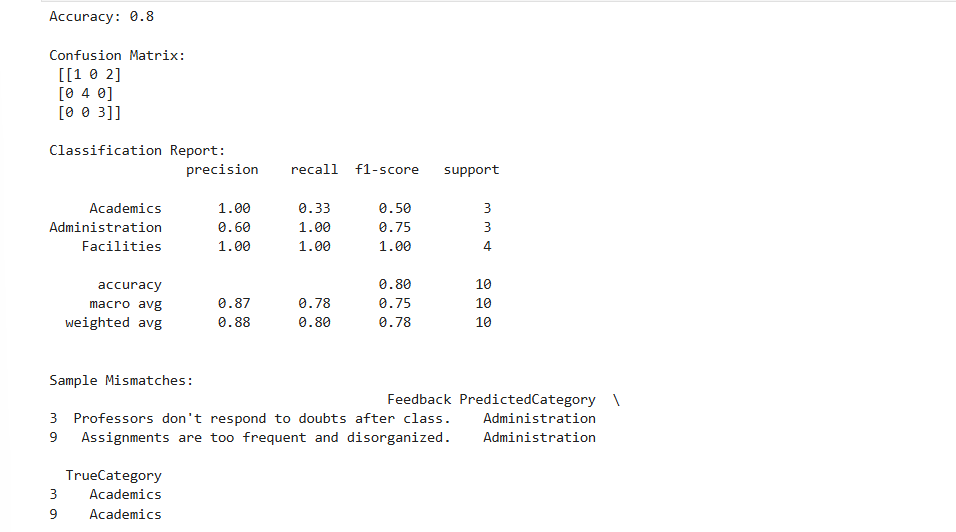 Accuracy: 0.8
Confusion Matrix:
[[1 0 2]
[0 4 0]
[0 0 3]]
Classification Report:
precision recall f1-score support
Academics 1.00 0.33 0.50 3
Administration 0.60 1.00 0.75 3
Facilities 1.00 1.00 1.00 4
accuracy 0.80 10
macro avg 0.87 0.78 0.75 10
weighted avg 0.88 0.80 0.78 10
Sample Mismatches:
Feedback PredictedCategory \
3 Professors don't respond to doubts after class. Administration
9 Assignments are too frequent and disorganized. Administration
TrueCategory
3 Academics
9 Academics